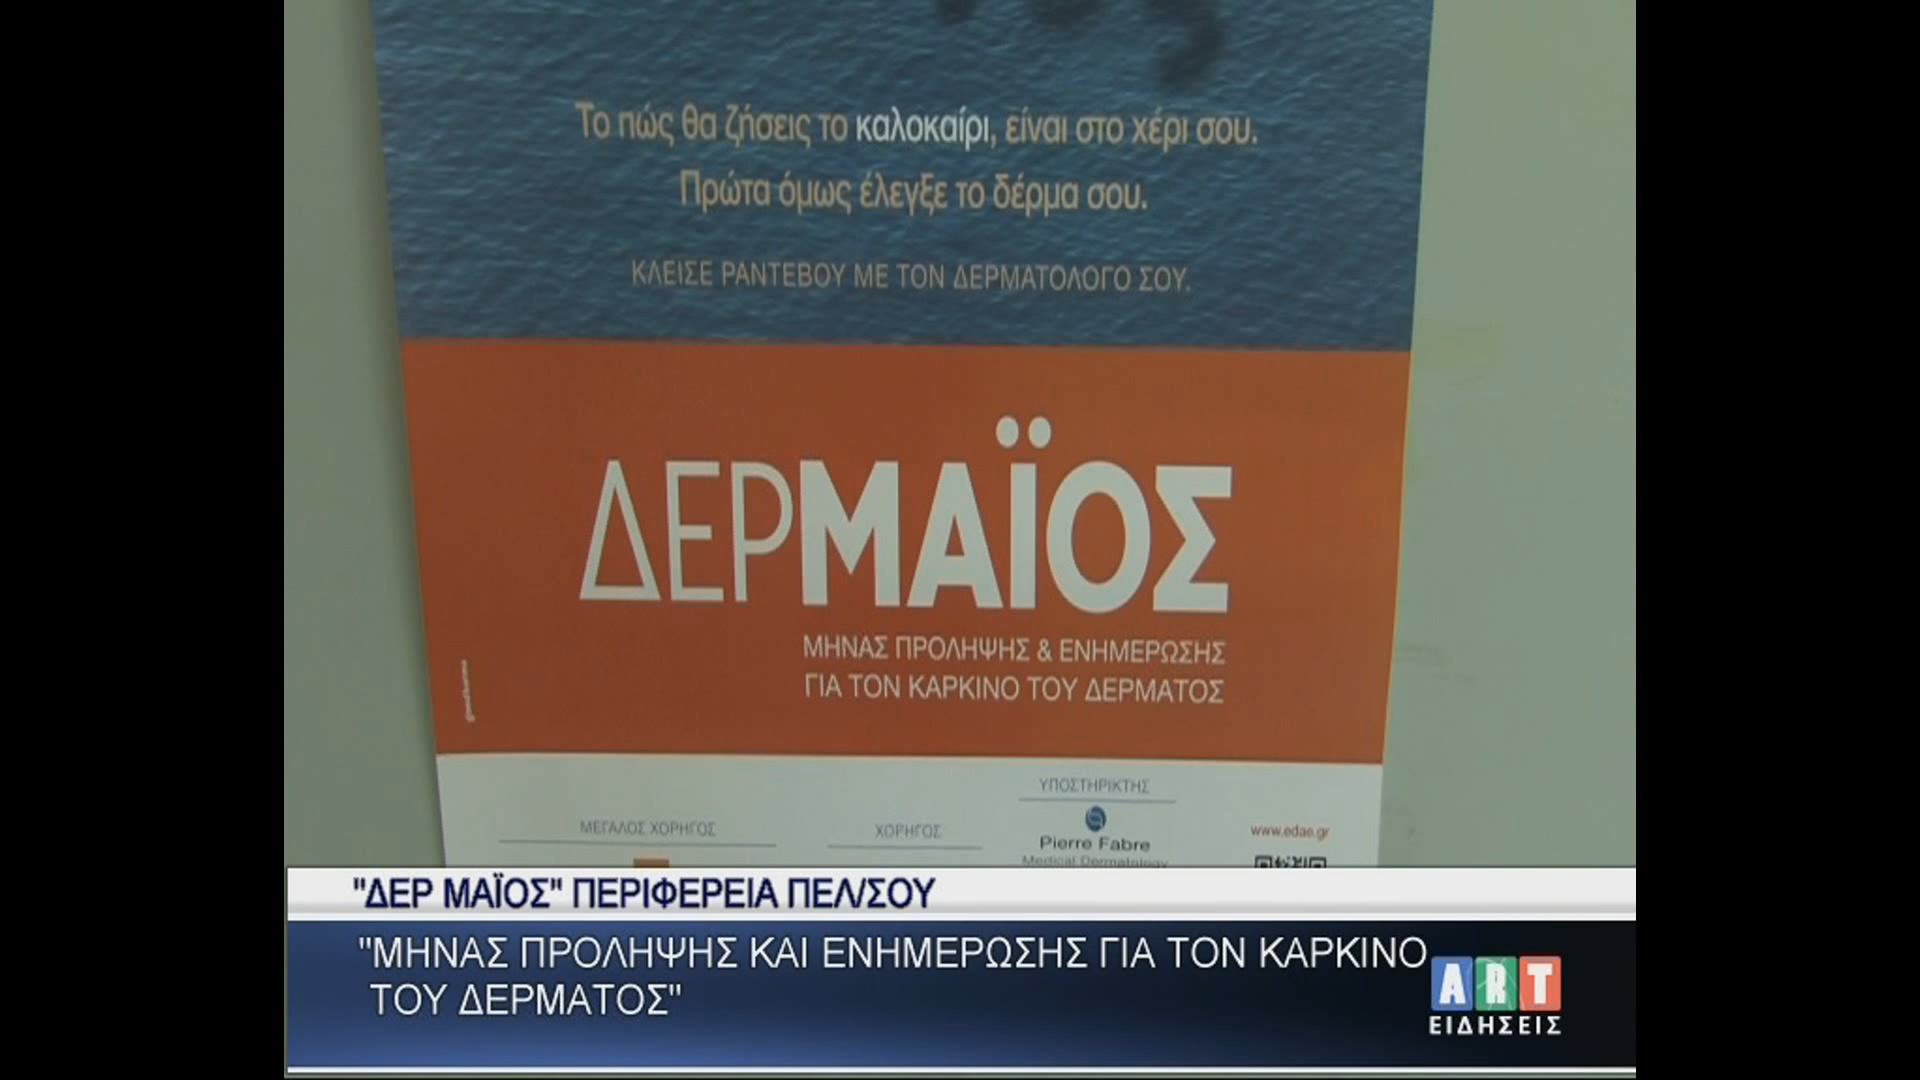 Το πώς θα ζήσεις το καλοκαίρι, είναι στο χέρι σου.
Πρώτα όμως έλεγξε το δέρμα σου.
ΚΛΕΙΣΕ ΡΑΝΤΕΒΟΥ ΜΕ ΤΟΝ ΔΕΡΜΑΤΟΛΟΓΟ ΣΟΥ.
ΔΕΡΜΑΪΟΣ
ΜΗΝΑΣ ΠΡΟΛΗΨΗΣ & ΕΝΗΜΕΡΩΣΗΣ
ΓΙΑ ΤΟΝ ΚΑΡΚΙΝΟ ΤΟΥ ΔΕΡΜΑΤΟΣ
ΜΕΓΑΛΟΣ ΧΟΡΗΓΟΣ
ΧΟΡΗΓΟΣ
ΥΠΟΣΤΗΡΙΚΤΗΣ
Pierre Fabre
Medical Dermatology
www.edae.gr
"ΔΕΡ ΜΑΪΟΣ" ΠΕΡΙΦΕΡΕΙΑ ΠΕΛ/ΣΟΥ
"ΜΗΝΑΣ ΠΡΟΛΗΨΗΣ ΚΑΙ ΕΝΗΜΕΡΩΣΗΣ ΓΙΑ ΤΟΝ ΚΑΡΚΙΝΟ
ΤΟΥ ΔΕΡΜΑΤΟΣ"
ART
ΕΙΔΗΣΕΙΣ